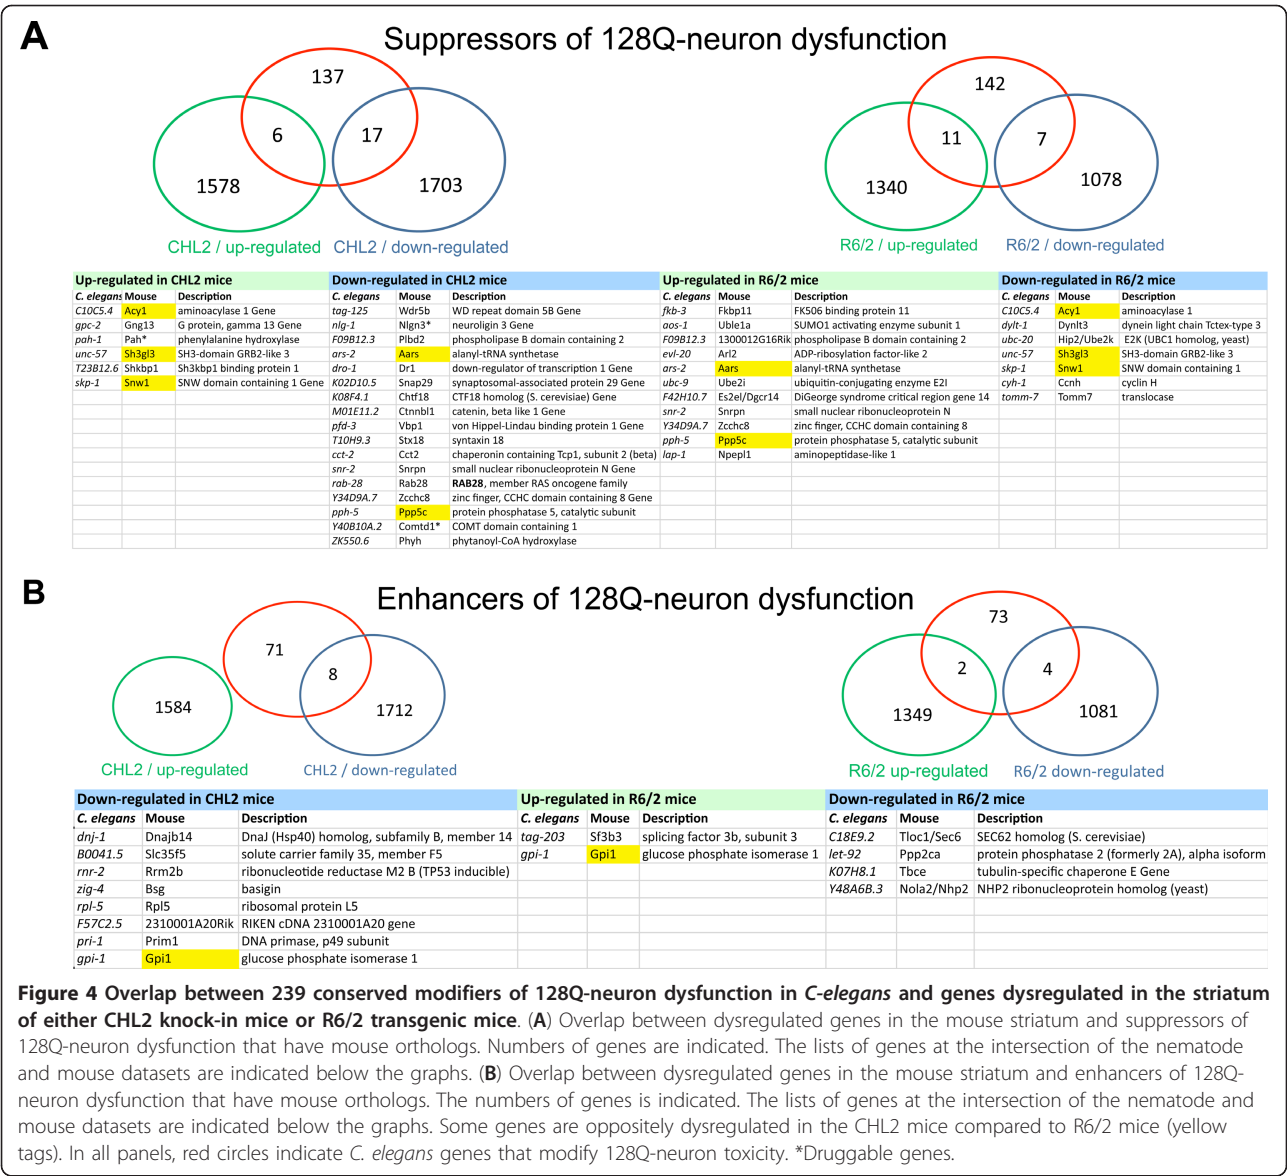 A
Suppressors of 128Q-neuron dysfunction
137
6
17
1578
1703
CHL2 / up-regulated
CHL2 / down-regulated
142
11
7
1340
1078
R6/2 / up-regulated
R6/2 / down-regulated
Up-regulated in CHL2 mice
C. elegans Mouse Description
C10C5.4 Acy1 aminoacylase 1 Gene
gpc-2 Gng13 G protein, gamma 13 Gene
pah-1 Pah* phenylalanine hydroxylase
unc-57 Sh3gl3 SH3-domain GRB2-like 3
T23B12.6 Shkbp1 Sh3kbp1 binding protein 1
skp-1 Snw1 SNW domain containing 1 Gene
Down-regulated in CHL2 mice
C. elegans Mouse Description
tag-125 Wdr5b WD repeat domain 5B Gene
nlg-1 Nlgn3* neuroligin 3 Gene
F09B12.3 Plbd2 phospholipase B domain containing 2
ars-2 Aars alanyl-tRNA synthetase
dro-1 Dr1 down-regulator of transcription 1 Gene
K02D10.5 Snap29 synaptosomal-associated protein 29 Gene
K08F4.1 Chtf18 CTF18 homolog (S. cerevisiae) Gene
M01E11.2 Ctnnbl1 catenin, beta like 1 Gene
pfd-3 Vbp1 von Hippel-Lindau binding protein 1 Gene
T10H9.3 Stx18 syntaxin 18
cct-2 Cct2 chaperonin containing Tcp1, subunit 2 (beta)
snr-2 Snrpn small nuclear ribonucleoprotein N Gene
rab-28 Rab28 RAB28, member RAS oncogene family
Y34D9A.7 Zcchc8 zinc finger, CCHC domain containing 8 Gene
pph-5 Ppp5c protein phosphatase 5, catalytic subunit
Y40B10A.2 Comtd1* COMT domain containing 1
ZK550.6 Phyh phytanoyl-CoA hydroxylase
Up-regulated in R6/2 mice
C. elegans Mouse Description
fkb-3 Fkbp11 FK506 binding protein 11
aos-1 Uble1a SUMO1 activating enzyme subunit 1
F09B12.3 1300012G16Rik phospholipase B domain containing 2
evl-20 Arl2 ADP-ribosylation factor-like 2
ars-2 Aars alanyl-tRNA synthetase
ubc-9 Ube2i ubiquitin-conjugating enzyme E2I
F42H10.7 Es2el/Dgcr14 DiGeorge syndrome critical region gene 14
snr-2 Snrpn small nuclear ribonucleoprotein N
Y34D9A.7 Zcchc8 zinc finger, CCHC domain containing 8
pph-5 Ppp5c protein phosphatase 5, catalytic subunit
lap-1 Npepl1 aminopeptidase-like 1
Down-regulated in R6/2 mice
C. elegans Mouse Description
C10C5.4 Acy1 aminoacylase 1
dylt-1 Dynlt3 dynein light chain Tctex-type 3
ubc-20 Hip2/Ube2k E2K (UBC1 homolog, yeast)
unc-57 Sh3gl3 SH3-domain GRB2-like 3
skp-1 Snw1 SNW domain containing 1
cyh-1 Ccnh cyclin H
tomm-7 Tomm7 translocase
B
Enhancers of 128Q-neuron dysfunction
71
8
1584
1712
CHL2 / up-regulated
CHL2 / down-regulated
73
2
4
1349
1081
R6/2 up-regulated
R6/2 down-regulated
Down-regulated in CHL2 mice
C. elegans Mouse Description
dnj-1 Dnajb14 DnaJ (Hsp40) homolog, subfamily B, member 14
B0041.5 Slc35f5 solute carrier family 35, member F5
rnr-2 Rrm2b ribonucleotide reductase M2 B (TP53 inducible)
zig-4 Bsg basigin
rpl-5 Rpl5 ribosomal protein L5
F57C2.5 2310001A20Rik RIKEN cDNA 2310001A20 gene
pri-1 Prim1 DNA primase, p49 subunit
gpi-1 Gpi1 glucose phosphate isomerase 1
Up-regulated in R6/2 mice
C. elegans Mouse Description
tag-203 Sf3b3 splicing factor 3b, subunit 3
gpi-1 Gpi1 glucose phosphate isomerase 1
Down-regulated in R6/2 mice
C. elegans Mouse Description
C18E9.2 Tloc1/Sec6 SEC62 homolog (S. cerevisiae)
let-92 Ppp2ca protein phosphatase 2 (formerly 2A), alpha isoform
K07H8.1 Tbce tubulin-specific chaperone E Gene
Y48A6B.3 Nola2/Nhp2 NHP2 ribonucleoprotein homolog (yeast)
Figure 4 Overlap between 239 conserved modifiers of 128Q-neuron dysfunction in C-elegans and genes dysregulated in the striatum
of either CHL2 knock-in mice or R6/2 transgenic mice. (A) Overlap between dysregulated genes in the mouse striatum and suppressors of
128Q-neuron dysfunction that have mouse orthologs. Numbers of genes are indicated. The lists of genes at the intersection of the nematode
and mouse datasets are indicated below the graphs. (B) Overlap between dysregulated genes in the mouse striatum and enhancers of 128Q-
neuron dysfunction that have mouse orthologs. The numbers of genes is indicated. The lists of genes at the intersection of the nematode and
mouse datasets are indicated below the graphs. Some genes are oppositely dysregulated in the CHL2 mice compared to R6/2 mice (yellow
tags). In all panels, red circles indicate C. elegans genes that modify 128Q-neuron toxicity. *Druggable genes.